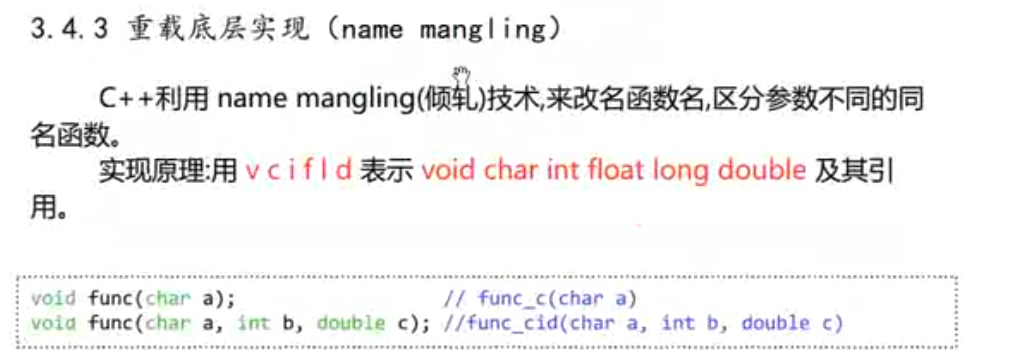 3.4.3 重载底层实现（name mangling）
C++利用 name mangling(倾轧)技术,来改名函数名,区分参数不同的同
名函数。
实现原理:用 v c i f l d 表示 void char int float long double 及其引
用。
void func(char a); // func_c(char a)
void func(char a, int b, double c); //func_cid(char a, int b, double c)